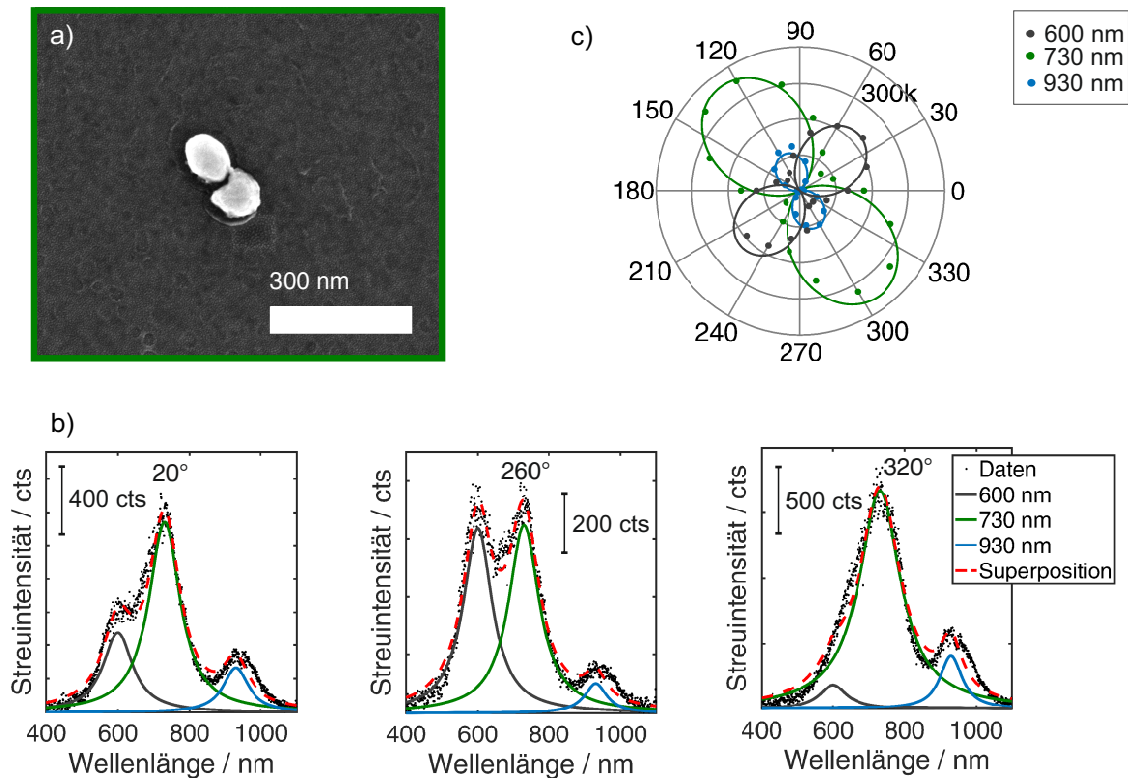 a)
300 nm
c)
90
60
120
300k
30
150
180
0
210
330
240
300
270
600 nm
730 nm
930 nm
b)
Streuintensität / cts
400 cts
20°
400 600 800 1000
Wellenlänge / nm
Streuintensität / cts
260°
200 cts
400 600 800 1000
Wellenlänge / nm
Streuintensität / cts
500 cts
320°
Daten
600 nm
730 nm
930 nm
Superposition
400 600 800 1000
Wellenlänge / nm